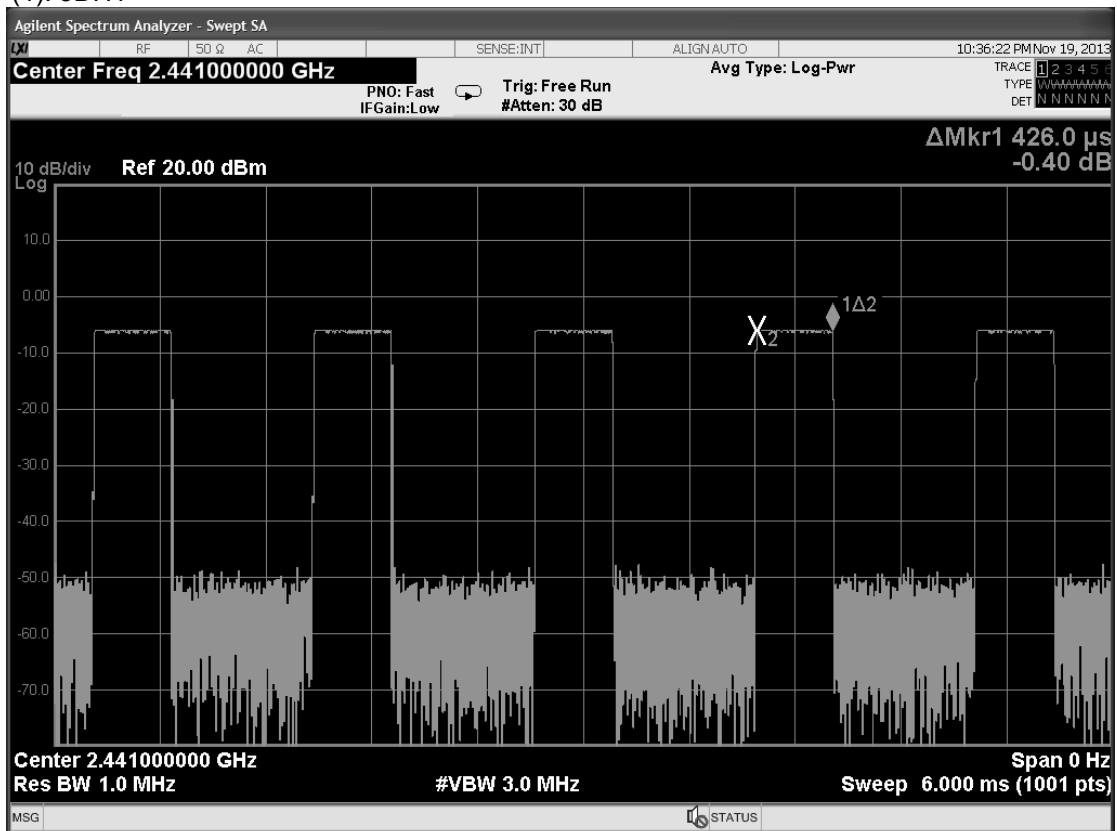 Agilent Spectrum Analyzer - Swept SA
LXI RF 50 Ω AC SENSE:INT ALIGN AUTO 10:36:22 PM Nov 19, 2013
Center Freq 2.441000000 GHz Avg Type: Log-Pwr TRACE 1 2 3 4 5 6
PNO: Fast Trig: Free Run TYPE
IFGain:Low #Atten: 30 dB DET N N N N N N
ΔMkr1 426.0 µs
10 dB/div Ref 20.00 dBm -0.40 dB
Log
10.0
0.00
1Δ2
X2
-10.0
-20.0
-30.0
-40.0
-50.0
-60.0
-70.0
Center 2.441000000 GHz Span 0 Hz
Res BW 1.0 MHz #VBW 3.0 MHz Sweep 6.000 ms (1001 pts)
MSG STATUS